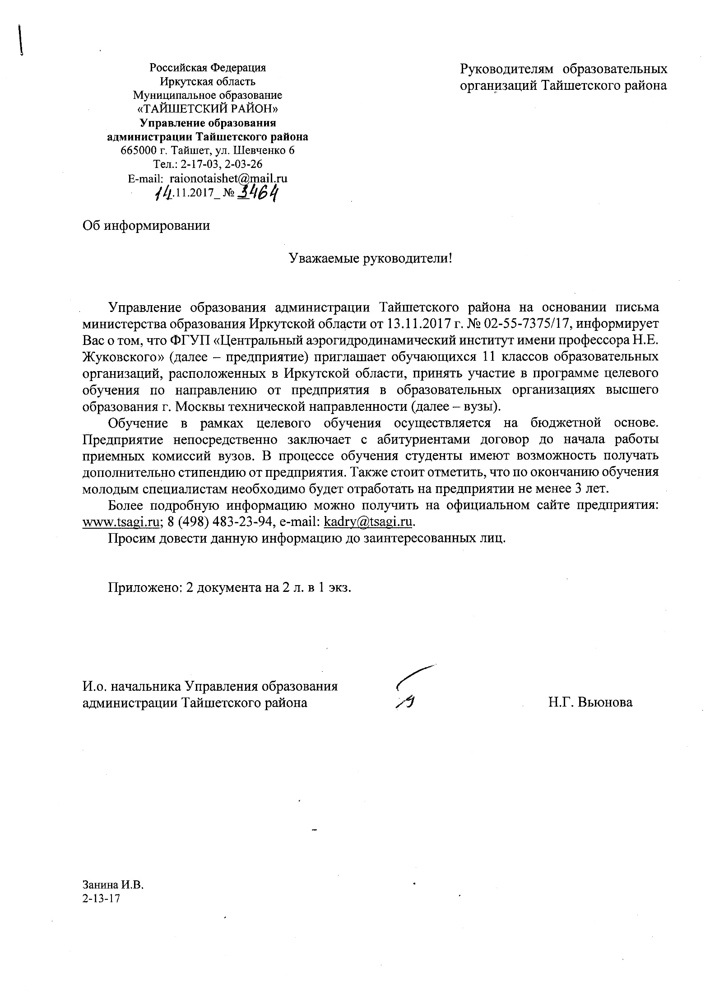 Российская Федерация
Иркутская область
Муниципальное образование
«ТАЙШЕТСКИЙ РАЙОН»
Управление образования
администрации Тайшетского района
665000 г. Тайшет, ул. Шевченко 6
Тел.: 2-17-03, 2-03-26
E-mail: raionotaishet@mail.ru
14.11.2017_ № 3464
Руководителям образовательных
организаций Тайшетского района
Об информировании
Уважаемые руководители!
Управление образования администрации Тайшетского района на основании письма
министерства образования Иркутской области от 13.11.2017 г. № 02-55-7375/17, информирует
Вас о том, что ФГУП «Центральный аэрогидродинамический институт имени профессора Н.Е.
Жуковского» (далее – предприятие) приглашает обучающихся 11 классов образовательных
организаций, расположенных в Иркутской области, принять участие в программе целевого
обучения по направлению от предприятия в образовательных организациях высшего
образования г. Москвы технической направленности (далее – вузы).
Обучение в рамках целевого обучения осуществляется на бюджетной основе.
Предприятие непосредственно заключает с абитуриентами договор до начала работы
приемных комиссий вузов. В процессе обучения студенты имеют возможность получать
дополнительно стипендию от предприятия. Также стоит отметить, что по окончанию обучения
молодым специалистам необходимо будет отработать на предприятии не менее 3 лет.
Более подробную информацию можно получить на официальном сайте предприятия:
www.tsagi.ru; 8 (498) 483-23-94, e-mail: kadry@tsagi.ru.
Просим довести данную информацию до заинтересованных лиц.
Приложено: 2 документа на 2 л. в 1 экз.
И.о. начальника Управления образования
администрации Тайшетского района
Н.Г. Вьюнова
Занина И.В.
2-13-17